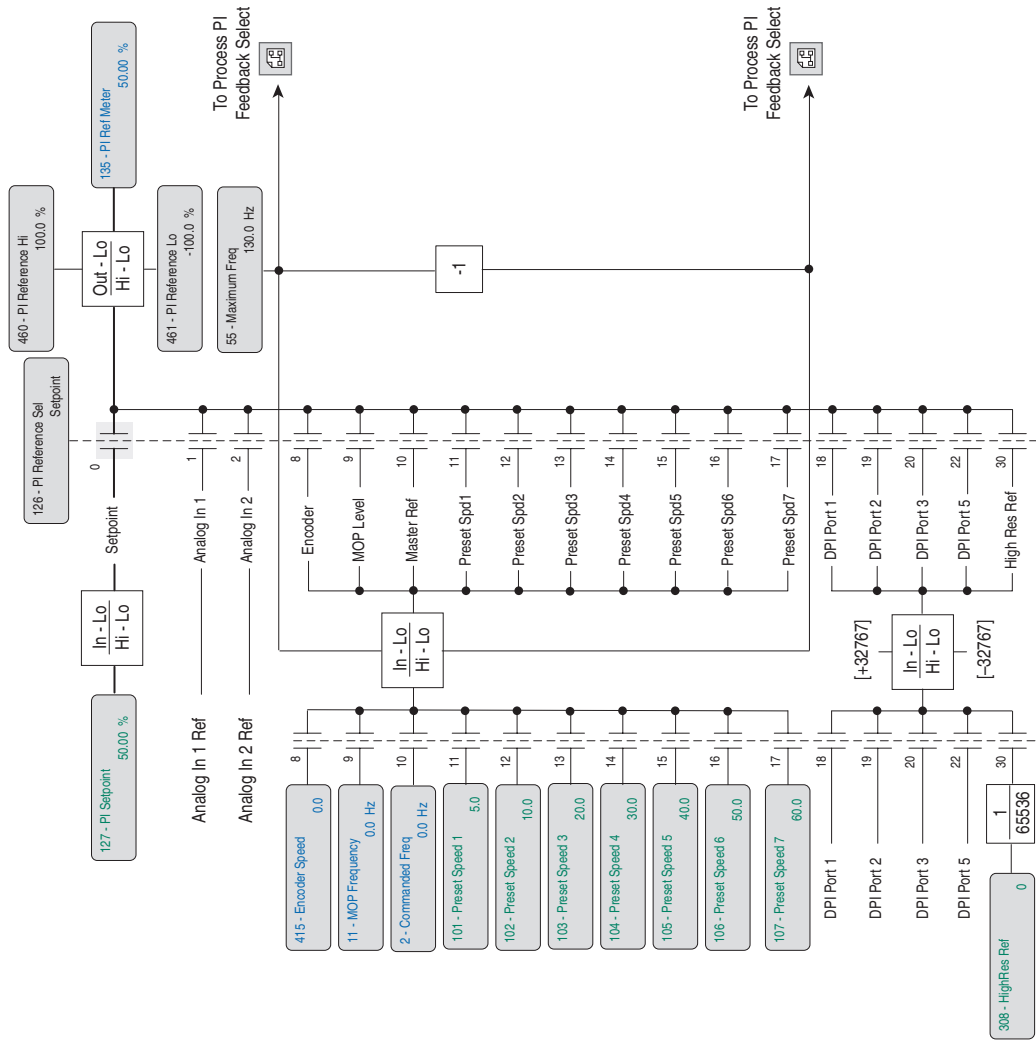 127 - PI Setpoint
50.00 %
In - Lo
Hi - Lo
Setpoint
0
126 - PI Reference Sel
Setpoint
460 - PI Reference Hi
100.0 %
Out - Lo
Hi - Lo
461 - PI Reference Lo
-100.0 %
135 - PI Ref Meter
50.00 %
Analog In 1 Ref
Analog In 1
1
Analog In 2 Ref
Analog In 2
2
55 - Maximum Freq
130.0 Hz
To Process PI
Feedback Select
415 - Encoder Speed
0.0
8
Encoder
8
11 - MOP Frequency
0.0 Hz
9
MOP Level
9
2 - Commanded Freq
0.0 Hz
10
In - Lo
Hi - Lo
Master Ref
10
101 - Preset Speed 1
5.0
11
Preset Spd1
11
-1
102 - Preset Speed 2
10.0
12
Preset Spd2
12
103 - Preset Speed 3
20.0
13
Preset Spd3
13
104 - Preset Speed 4
30.0
14
Preset Spd4
14
105 - Preset Speed 5
40.0
15
Preset Spd5
15
106 - Preset Speed 6
50.0
16
Preset Spd6
16
107 - Preset Speed 7
60.0
17
Preset Spd7
17
To Process PI
Feedback Select
DPI Port 1
18
[+32767]
DPI Port 1
18
DPI Port 2
19
DPI Port 2
19
DPI Port 3
20
In - Lo
Hi - Lo
DPI Port 3
20
DPI Port 5
22
[–32767]
DPI Port 5
22
308 - HighRes Ref
0
1
65536
30
High Res Ref
30